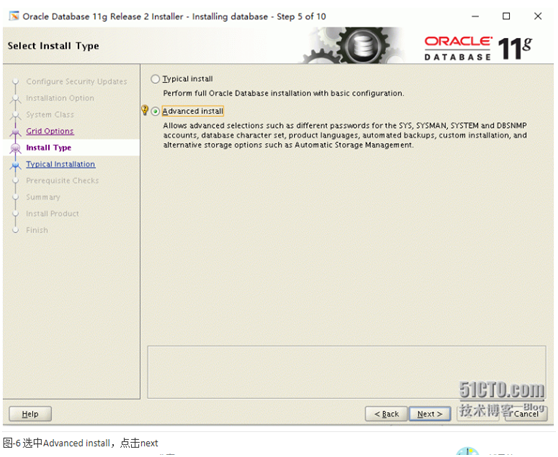 Oracle Database 11g Release 2 Installer - Installing database - Step 5 of 10
Select Install Type
ORACLE
DATABASE 11g
Configure Security Updates
Installation Option
System Class
Grid Options
Install Type
Typical Installation
Prerequisite Checks
Summary
Install Product
Finish
Typical install
Perform full Oracle Database installation with basic configuration.
Advanced install
Allows advanced selections such as different passwords for the SYS, SYSMAN, SYSTEM and DBSNMP
accounts, database character set, product languages, automated backups, custom installation, and
alternative storage options such as Automatic Storage Management.
51CTO.com
技术博客 Blog
Help
< Back
Next >
Cancel
图-6 选中Advanced install，点击next